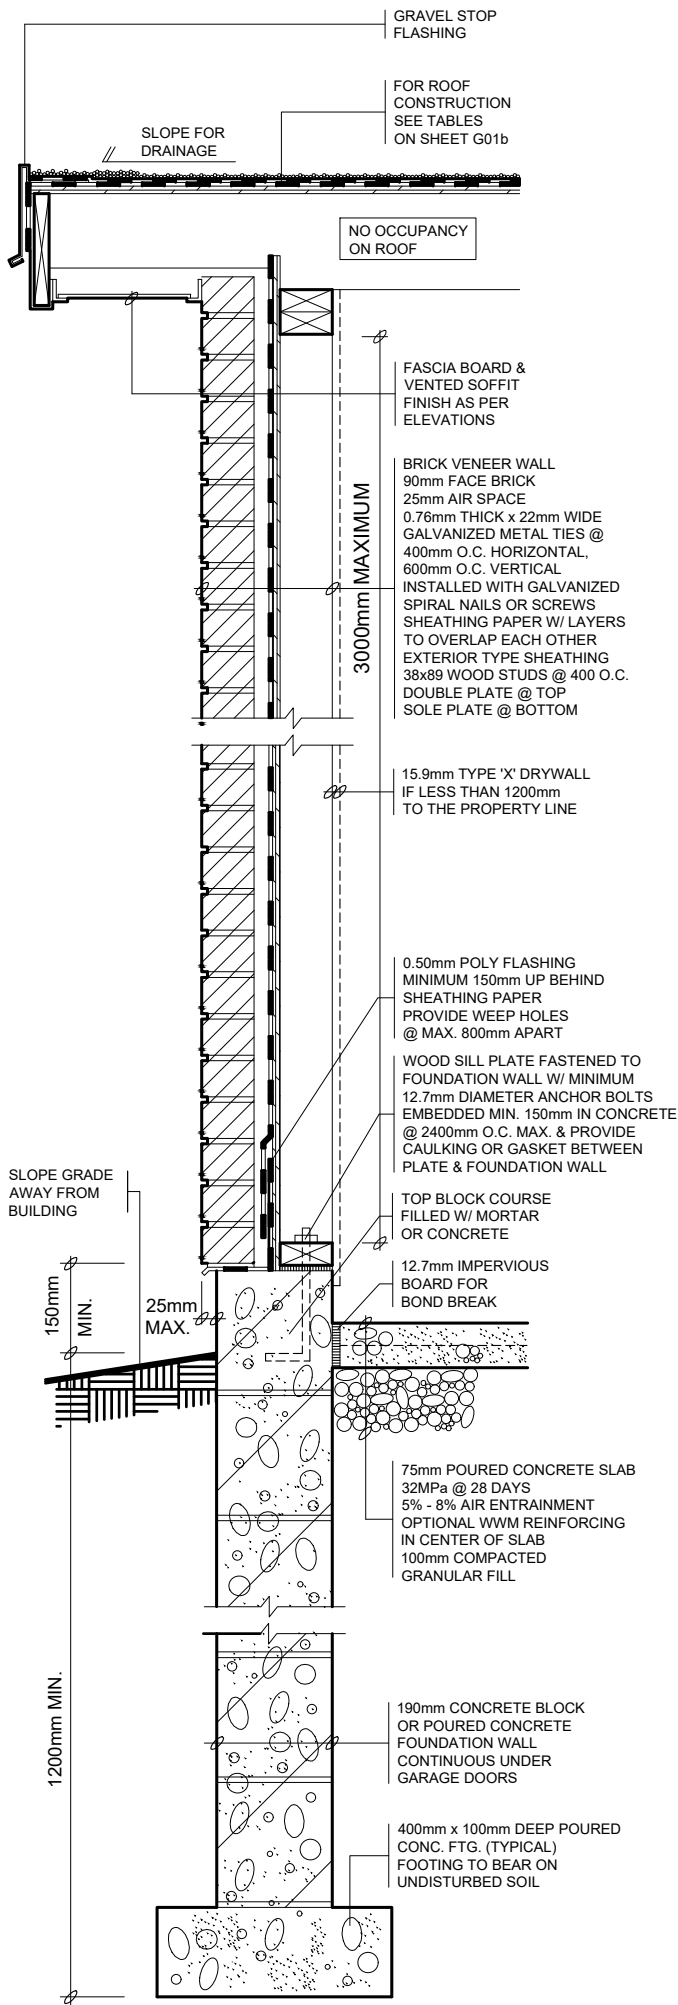 GRAVEL STOP
FLASHING
FOR ROOF
CONSTRUCTION
SEE TABLES
ON SHEET G01b
SLOPE FOR
DRAINAGE
NO OCCUPANCY
ON ROOF
FASCIA BOARD &
VENTED SOFFIT
FINISH AS PER
ELEVATIONS
BRICK VENEER WALL
90mm FACE BRICK
25mm AIR SPACE
0.76mm THICK x 22mm WIDE
GALVANIZED METAL TIES @
400mm O.C. HORIZONTAL,
600mm O.C. VERTICAL
INSTALLED WITH GALVANIZED
SPIRAL NAILS OR SCREWS
SHEATHING PAPER W/ LAYERS
TO OVERLAP EACH OTHER
EXTERIOR TYPE SHEATHING
38x89 WOOD STUDS @ 400 O.C.
DOUBLE PLATE @ TOP
SOLE PLATE @ BOTTOM
3000mm MAXIMUM
15.9mm TYPE 'X' DRYWALL
IF LESS THAN 1200mm
TO THE PROPERTY LINE
0.50mm POLY FLASHING
MINIMUM 150mm UP BEHIND
SHEATHING PAPER
PROVIDE WEEP HOLES
@ MAX. 800mm APART
WOOD SILL PLATE FASTENED TO
FOUNDATION WALL W/ MINIMUM
12.7mm DIAMETER ANCHOR BOLTS
EMBEDDED MIN. 150mm IN CONCRETE
@ 2400mm O.C. MAX. & PROVIDE
CAULKING OR GASKET BETWEEN
PLATE & FOUNDATION WALL
SLOPE GRADE
AWAY FROM
BUILDING
TOP BLOCK COURSE
FILLED W/ MORTAR
OR CONCRETE
12.7mm IMPERVIOUS
BOARD FOR
BOND BREAK
150mm
MIN.
25mm
MAX.
75mm POURED CONCRETE SLAB
32MPa @ 28 DAYS
5% - 8% AIR ENTRAINMENT
OPTIONAL WWM REINFORCING
IN CENTER OF SLAB
100mm COMPACTED
GRANULAR FILL
1200mm MIN.
190mm CONCRETE BLOCK
OR POURED CONCRETE
FOUNDATION WALL
CONTINUOUS UNDER
GARAGE DOORS
400mm x 100mm DEEP POURED
CONC. FTG. (TYPICAL)
FOOTING TO BEAR ON
UNDISTURBED SOIL